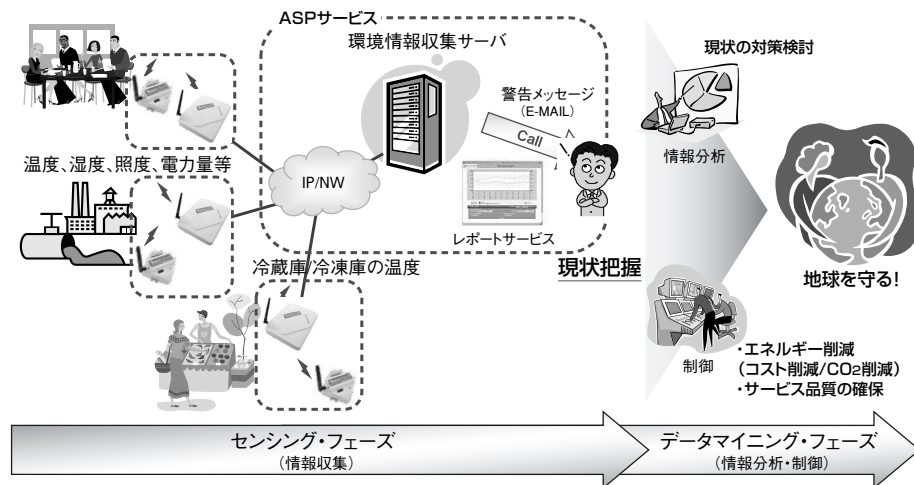 ASPサービス
環境情報収集サーバ
警告メッセージ
(E-MAIL)
Call
IP/NW
レポートサービス
温度、湿度、照度、電力量等
冷蔵庫/冷凍庫の温度
現状把握
現状の対策検討
情報分析
地球を守る!
制御
・エネルギー削減
(コスト削減/CO2削減)
・サービス品質の確保
センシング・フェーズ
(情報収集)
データマイニング・フェーズ
(情報分析・制御)